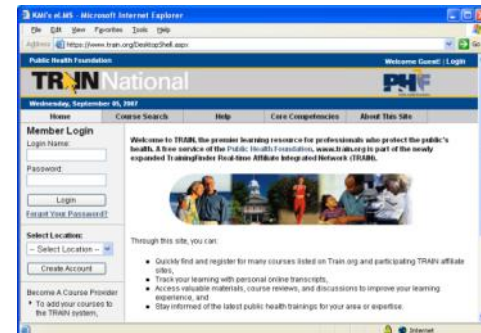 KMi's eLMS - Microsoft Internet Explorer
File Edit View Favorites Tools Help
Address https://www.train.org/DesktopShell.aspx Go
Public Health Foundation Welcome Guest! | Login
TRAIN National PHF
Wednesday, September 05, 2007
Home Course Search Help Core Competencies About This Site
Member Login
Login Name:
Password:
Login
Forgot Your Password?
Select Location:
-- Select Location --
Create Account
Become A Course Provider
To add your courses to
the TRAIN system,
Welcome to TRAIN, the premier learning resource for professionals who protect the public's
health. A free service of the Public Health Foundation, www.train.org is part of the newly
expanded TrainingFinder Real-time Affiliate Integrated Network (TRAIN).
Through this site, you can:
Quickly find and register for many courses listed on Train.org and participating TRAIN affiliate
sites,
Track your learning with personal online transcripts,
Access valuable materials, course reviews, and discussions to improve your learning
experience, and
Stay informed of the latest public health trainings for your area or expertise.
Internet